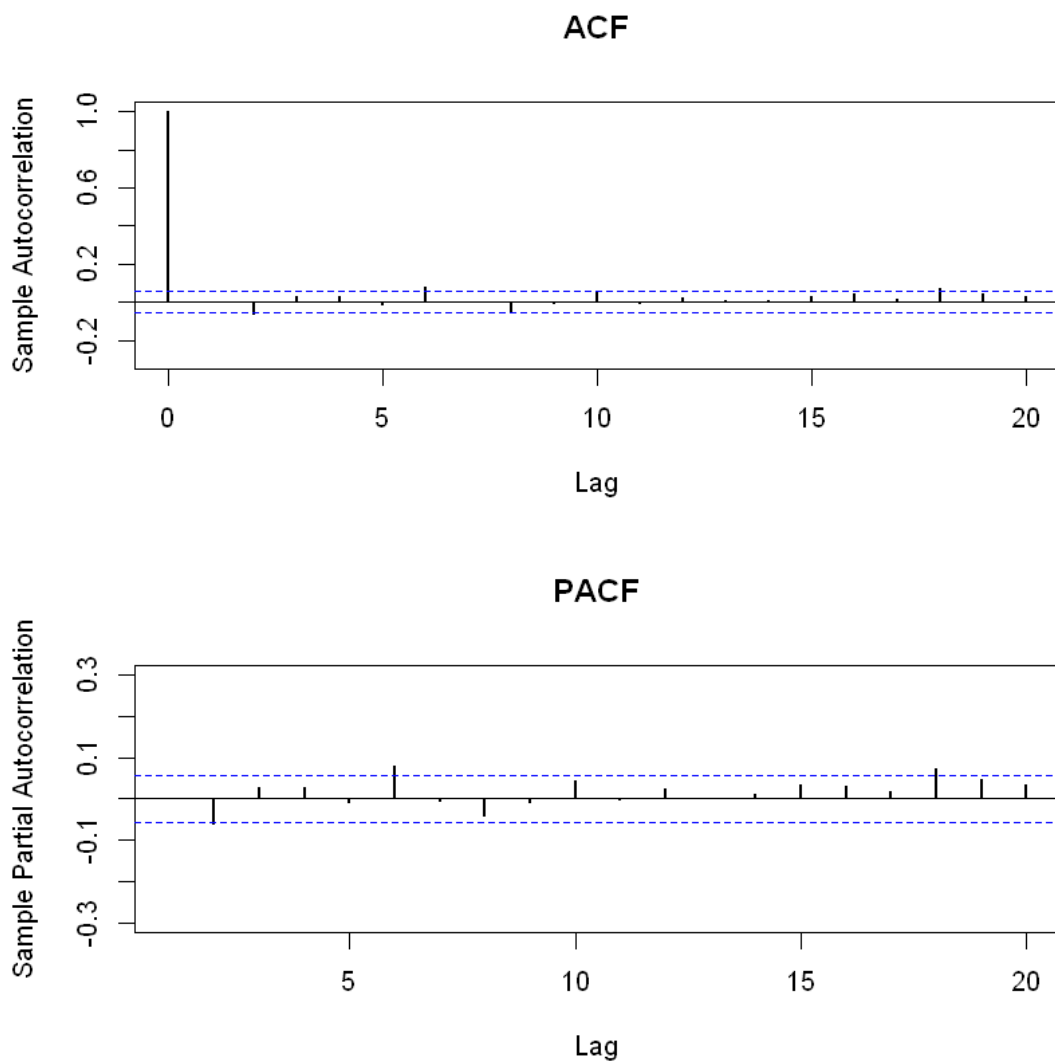 ACF
Sample Autocorrelation
1.0
0.6
0.2
-0.2
0 5 10 15 20
Lag
PACF
Sample Partial Autocorrelation
0.3
0.1
-0.1
-0.3
5 10 15 20
Lag